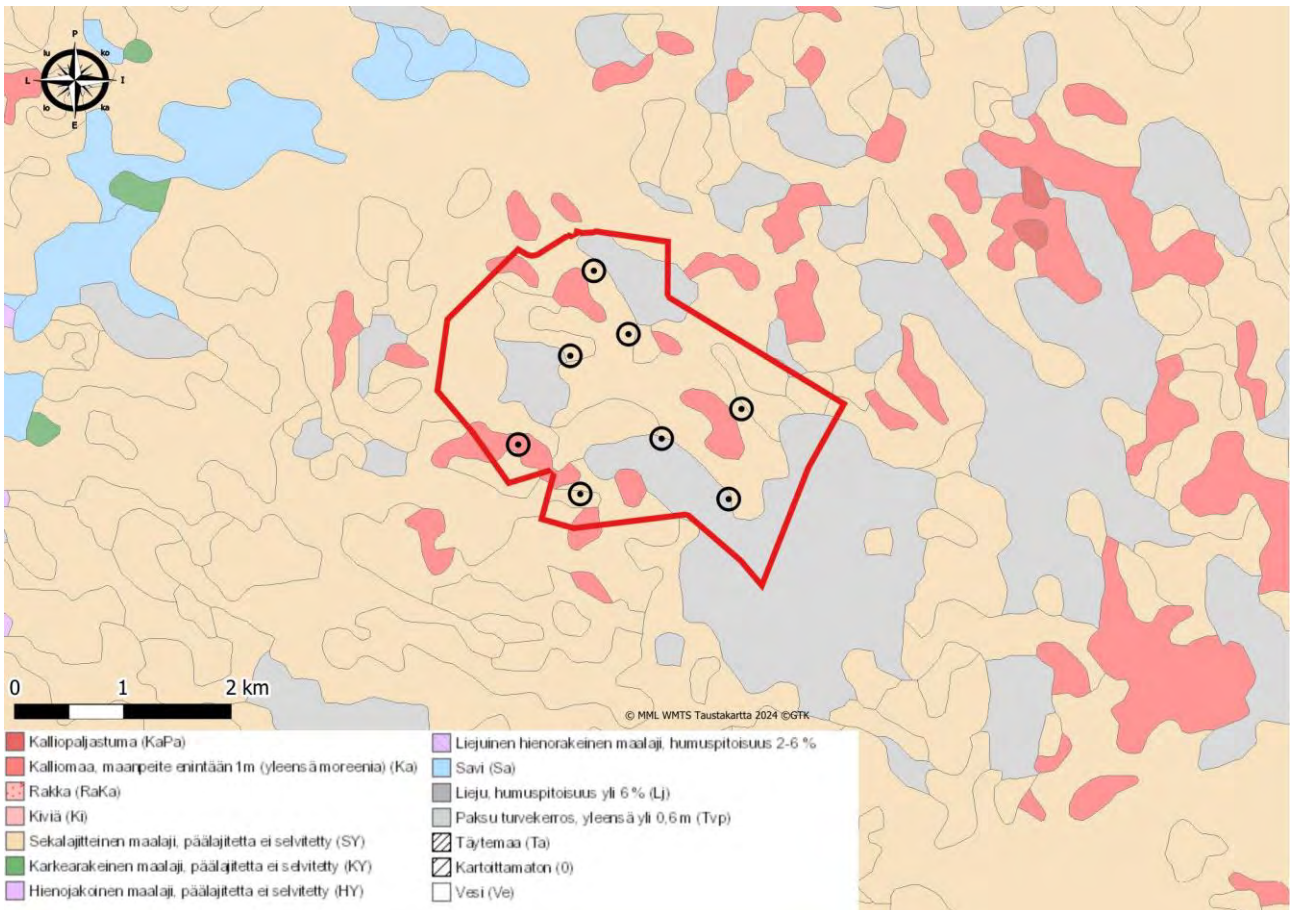 P
lu ko
L I
lo ka
E
0 1 2 km
© MML WMTS Taustakartta 2024 ©GTK
Kalliopaljastuma (KaPa)
Kalliomaa, maanpeite enintään 1m (yleensä moreenia) (Ka)
Rakka (RaKa)
Kiviä (Ki)
Sekalajitteinen maalaji, päälajitetta ei selvitetty (SY)
Karkearakeinen maalaji, päälajitetta ei selvitetty (KY)
Hienojakoinen maalaji, päälajitetta ei selvitetty (HY)
Liejuinen hienorakeinen maalaji, humuspitoisuus 2-6 %
Savi (Sa)
Lieju, humuspitoisuus yli 6 % (Lj)
Paksu turvekerros, yleensä yli 0,6 m (Tvp)
Täytemaa (Ta)
Kartoittamaton (0)
Vesi (Ve)